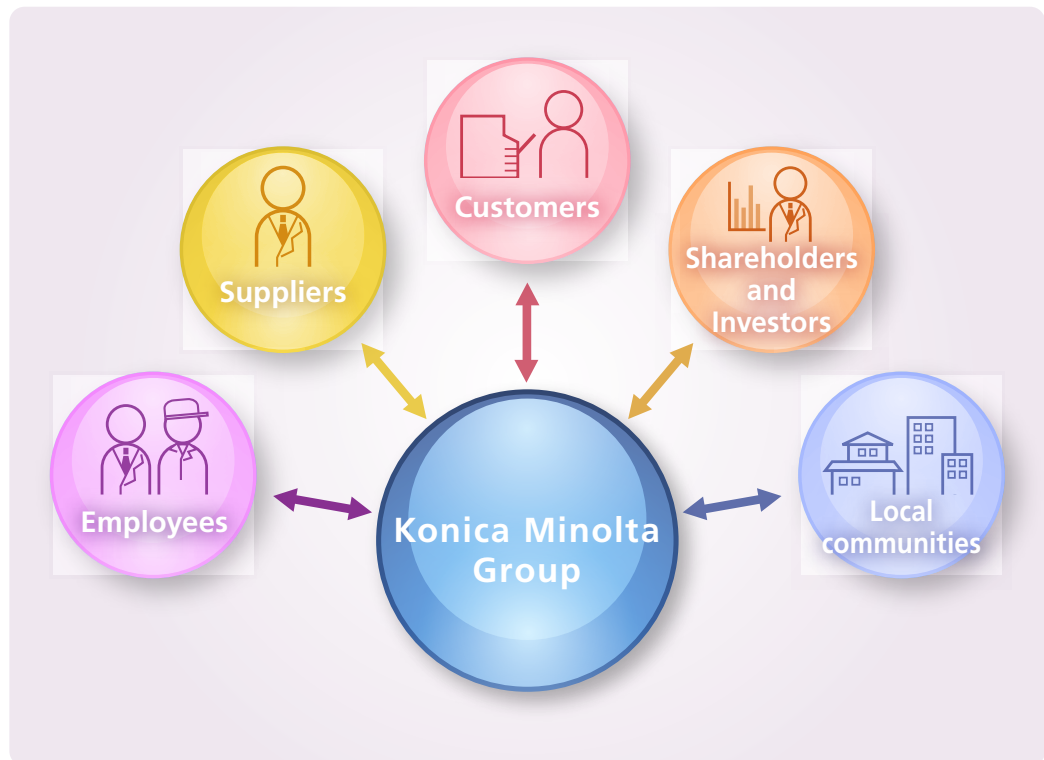 Customers
Suppliers
Shareholders
and
Investors
Employees
Local
communities
Konica Minolta
Group